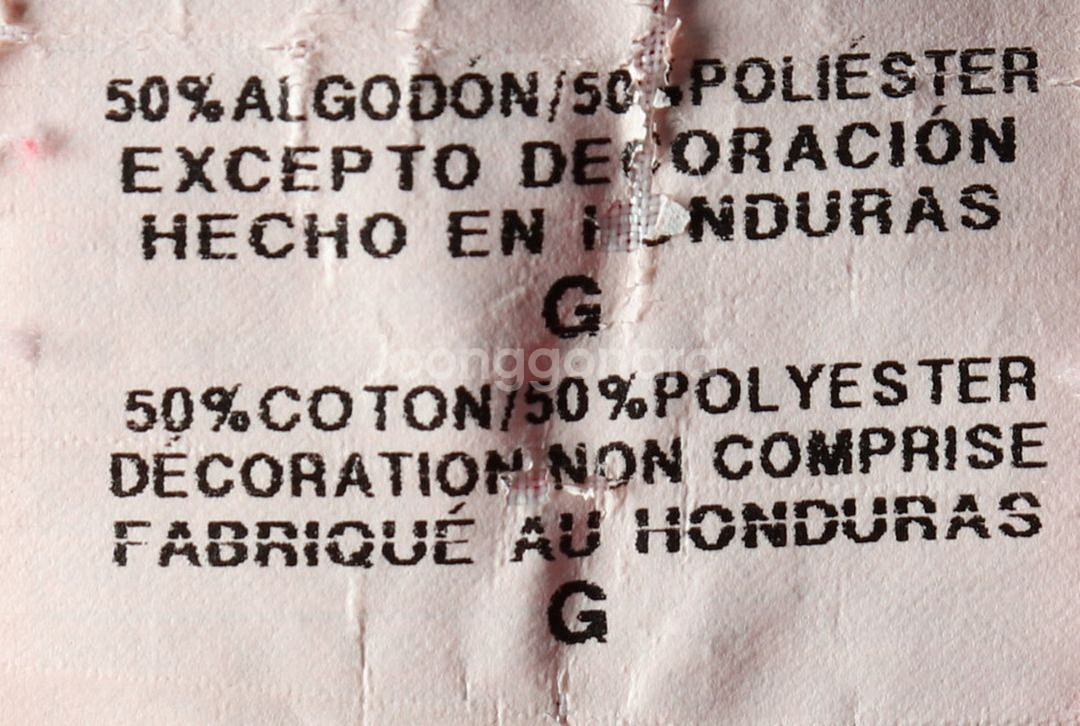 50%ALGODÓN/50%POLIÉSTER
EXCEPTO DECORACIÓN
HECHO EN HONDURAS
G
Joonggonara
50%COTON/50%POLYESTER
DÉCORATION NON COMPRISE
FABRIQUÉ AU HONDURAS
G